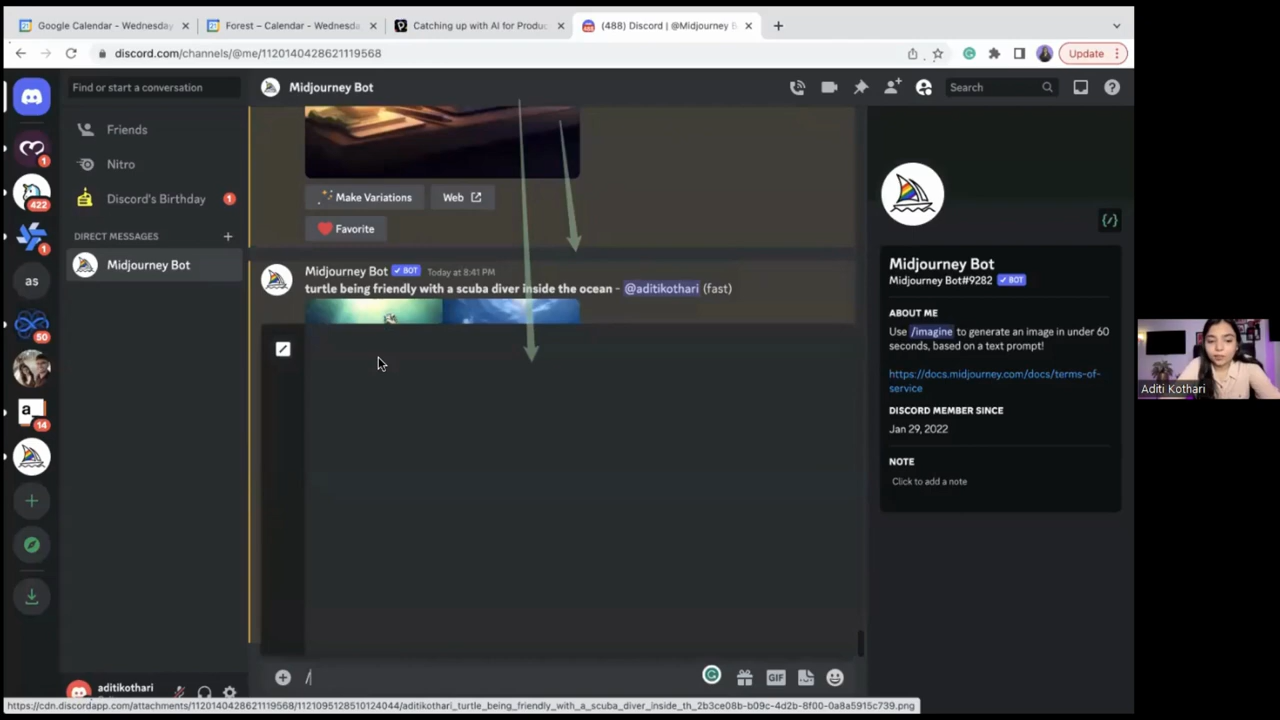 Google Calendar - Wednesday
Forest – Calendar - Wednesda
Catching up with AI for Produc
(488) Discord | @Midjourney B
discord.com/channels/@me/1120140428621119568
Update
Find or start a conversation
Midjourney Bot
Search
Friends
Nitro
Discord's Birthday
1
DIRECT MESSAGES
Midjourney Bot
1
422
1
as
50
a
14
Make Variations
Web
Favorite
Midjourney Bot BOT Today at 8:41 PM
turtle being friendly with a scuba diver inside the ocean - @aditikothari (fast)
/
GIF
aditikothari
Midjourney Bot
Midjourney Bot#9282 BOT
ABOUT ME
Use /imagine to generate an image in under 60
seconds, based on a text prompt!
https://docs.midjourney.com/docs/terms-of-
service
DISCORD MEMBER SINCE
Jan 29, 2022
NOTE
Click to add a note
Aditi Kothari
https://cdn.discordapp.com/attachments/1120140428621119568/1121095128510124044/aditikothari_turtle_being_friendly_with_a_scuba_diver_inside_th_2b3ce08b-b09c-4d2b-8f00-0a8a5915c739.png